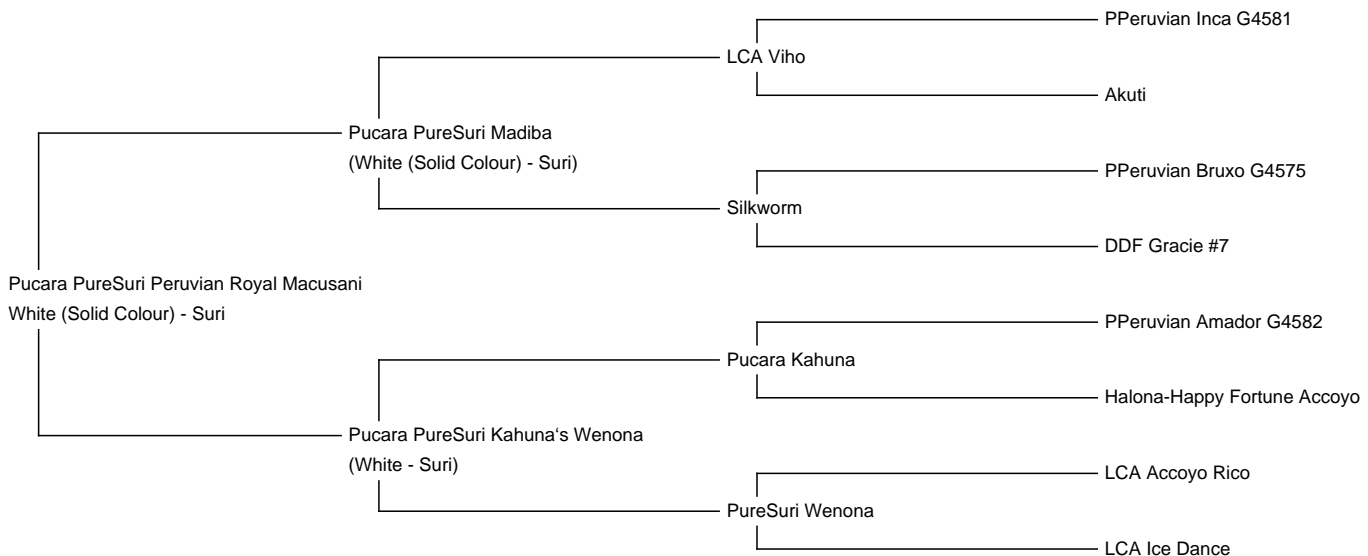 PPeruvian Inca G4581
LCA Viho
Akuti
Pucara PureSuri Madiba
(White (Solid Colour) - Suri)
PPeruvian Bruxo G4575
Silkworm
DDF Gracie #7
Pucara PureSuri Peruvian Royal Macusani
White (Solid Colour) - Suri
PPeruvian Amador G4582
Pucara Kahuna
Halona-Happy Fortune Accoyo
Pucara PureSuri Kahuna‘s Wenona
(White - Suri)
LCA Accoyo Rico
PureSuri Wenona
LCA Ice Dance